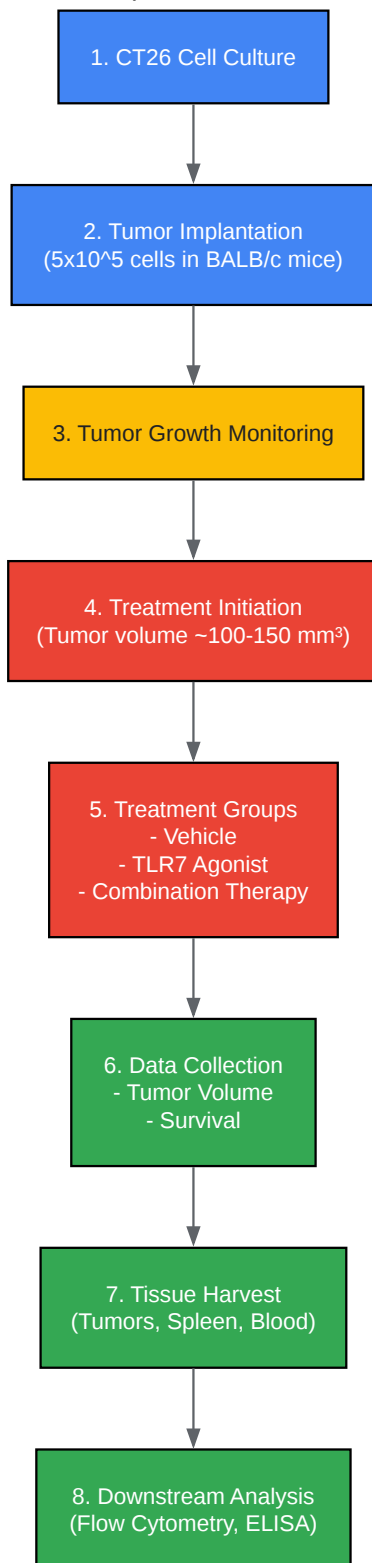 1. CT26 Cell Culture
2. Tumor Implantation
(5x10^5 cells in BALB/c mice)
3. Tumor Growth Monitoring
4. Treatment Initiation
(Tumor volume ~100-150 mm³)
5. Treatment Groups
- Vehicle
- TLR7 Agonist
- Combination Therapy
6. Data Collection
- Tumor Volume
- Survival
7. Tissue Harvest
(Tumors, Spleen, Blood)
8. Downstream Analysis
(Flow Cytometry, ELISA)